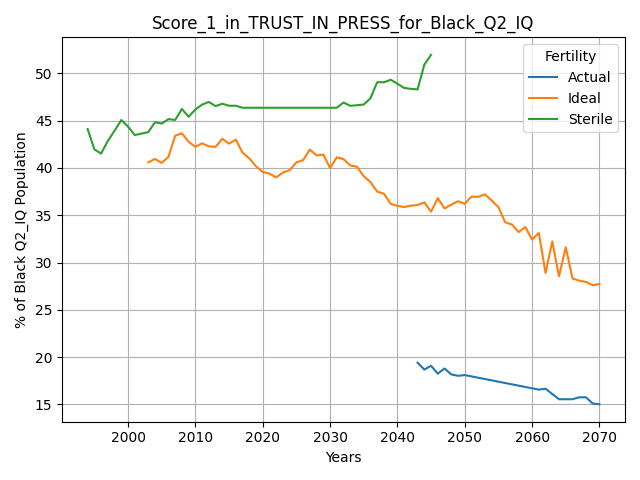 Score_1_in_TRUST_IN_PRESS_for_Black_Q2_IQ
Fertility
Actual
Ideal
Sterile
% of Black Q2_IQ Population
50
45
40
35
30
25
20
15
2000 2010 2020 2030 2040 2050 2060 2070
Years